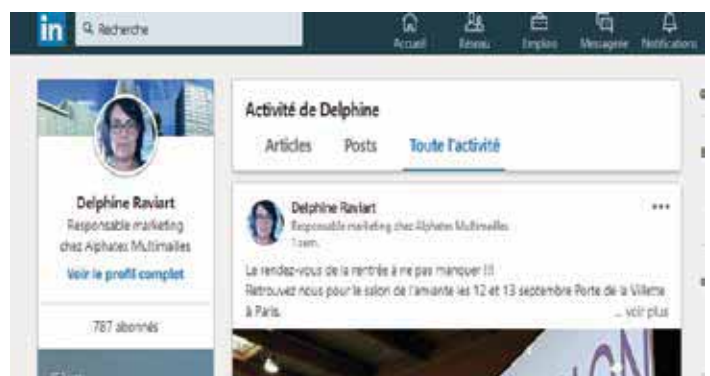 in
Recherche
Accueil
Réseau
Emplois
Messagerie
Notifications
Delphine Raviart
Responsable marketing
chez Alphatex Multimailles
Voir le profil complet
787 abonnés
Activité de Delphine
Articles Posts Toute l'activité
Delphine Raviart
Responsable marketing chez Alphatex Multimailles
1 sem.
Le rendez-vous de la rentrée à ne pas manquer !!!
Retrouvez nous pour le salon de l'amiante les 12 et 13 septembre Porte de la Villette
à Paris.
... voir plus